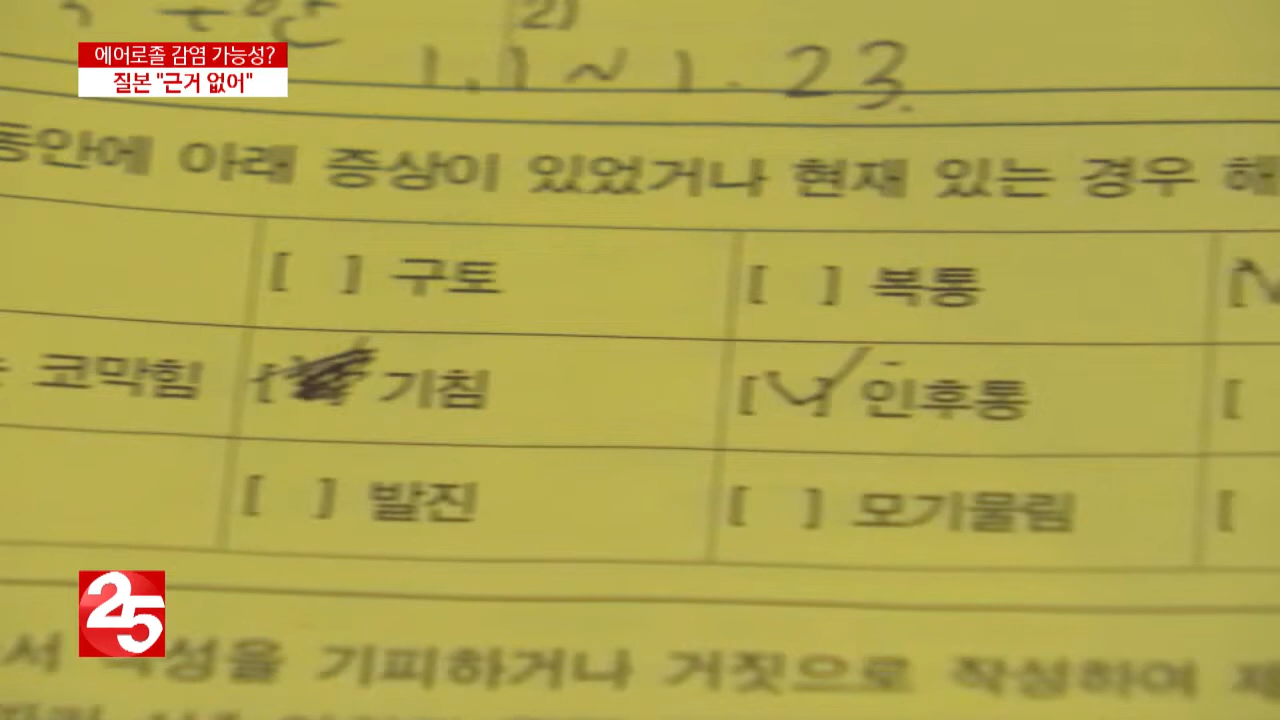 에어로졸 감염 가능성?
질본 "근거 없어"
2)
1.1 ~ 1.23.
동안에 아래 증상이 있었거나 현재 있는 경우 해
[ ] 구토 [ ] 복통
코막힘 [ ] 기침 [✓] 인후통 [
[ ] 발진 [ ] 모기물림 [
기피하거나 거짓으로 작성하여
25